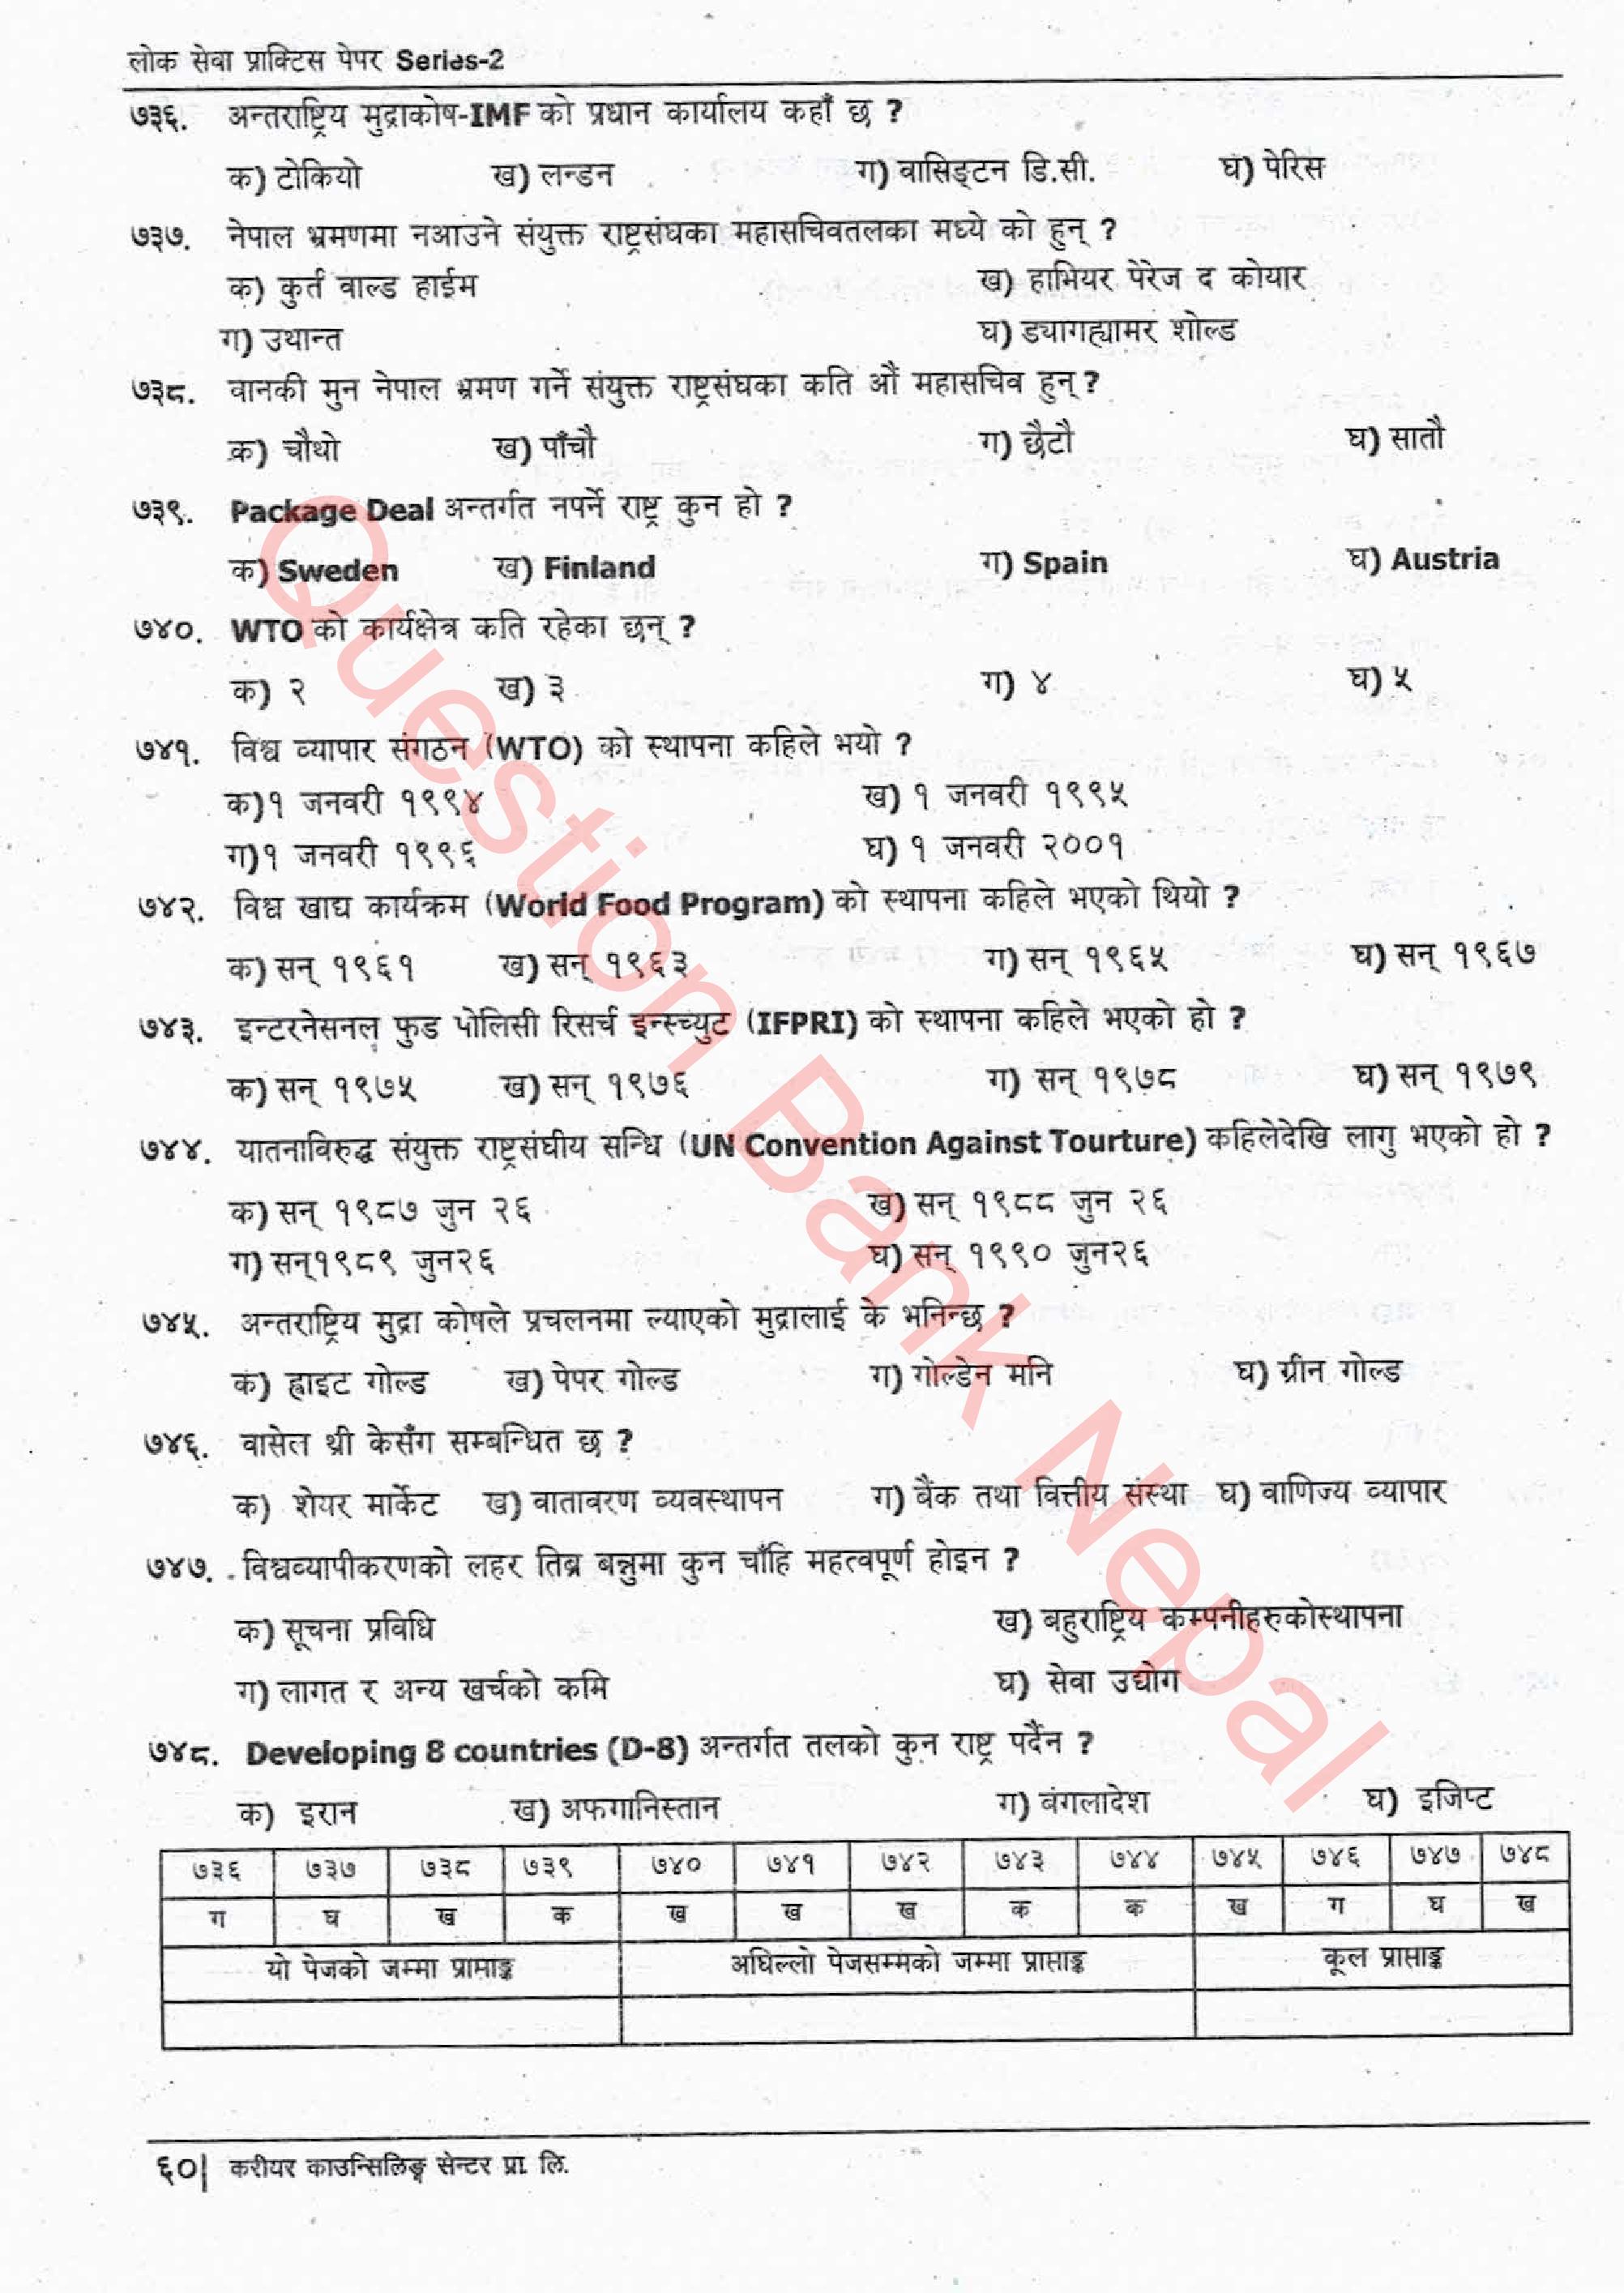 लोक सेवा प्राक्टिस पेपर Series-2
७३६. अन्तराष्ट्रिय मुद्राकोष-IMF को प्रधान कार्यालय कहाँ छ ?
क) टोकियो ख) लन्डन ग) वासिङ्टन डि.सी. घ) पेरिस
७३७. नेपाल भ्रमणमा नआउने संयुक्त राष्ट्रसंघका महासचिवतलका मध्ये को हुन् ?
क) कुर्त वाल्ड हाईम ख) हाभियर पेरेज द कोयार
ग) उथान्त घ) ड्यागह्यामर शोल्ड
७३८. वानकी मुन नेपाल भ्रमण गर्ने संयुक्त राष्ट्रसंघका कति औं महासचिव हुन् ?
क) चौथो ख) पाँचौ ग) छैटौ घ) सातौ
७३९. Package Deal अन्तर्गत नपर्ने राष्ट्र कुन हो ?
क) Sweden ख) Finland ग) Spain घ) Austria
७४०. WTO को कार्यक्षेत्र कति रहेका छन् ?
क) २ ख) ३ ग) ४ घ) ५
७४१. विश्व व्यापार संगठन (WTO) को स्थापना कहिले भयो ?
क)१ जनवरी १९९४ ख) १ जनवरी १९९५
ग)१ जनवरी १९९६ घ) १ जनवरी २००१
७४२. विश्व खाद्य कार्यक्रम (World Food Program) को स्थापना कहिले भएको थियो ?
क) सन् १९६१ ख) सन् १९६३ ग) सन् १९६५ घ) सन् १९६७
७४३. इन्टरनेसनल फुड पोलिसी रिसर्च इन्स्च्युट (IFPRI) को स्थापना कहिले भएको हो ?
क) सन् १९७५ ख) सन् १९७६ ग) सन् १९७८ घ) सन् १९७९
७४४. यातनाविरुद्ध संयुक्त राष्ट्रसंघीय सन्धि (UN Convention Against Tourture) कहिलेदेखि लागु भएको हो ?
क) सन् १९८७ जुन २६ ख) सन् १९८८ जुन २६
ग) सन्१९८९ जुन२६ घ) सन् १९९० जुन२६
७४५. अन्तराष्ट्रिय मुद्रा कोषले प्रचलनमा ल्याएको मुद्रालाई के भनिन्छ ?
क) ह्वाइट गोल्ड ख) पेपर गोल्ड ग) गोल्डेन मनि घ) ग्रीन गोल्ड
७४६. वासेल थ्री केसँग सम्बन्धित छ ?
क) शेयर मार्केट ख) वातावरण व्यवस्थापन ग) बैंक तथा वित्तीय संस्था घ) वाणिज्य व्यापार
७४७. विश्वव्यापीकरणको लहर तिब्र बन्नुमा कुन चाँहि महत्वपूर्ण होइन ?
क) सूचना प्रविधि ख) बहुराष्ट्रिय कम्पनीहरुकोस्थापना
ग) लागत र अन्य खर्चको कमि घ) सेवा उद्योग
७४८. Developing 8 countries (D-8) अन्तर्गत तलको कुन राष्ट्र पर्दैन ?
क) इरान ख) अफगानिस्तान ग) बंगलादेश घ) इजिप्ट
७३६ ७३७ ७३८ ७३९ ७४० ७४१ ७४२ ७४३ ७४४ ७४५ ७४६ ७४७ ७४८
ग घ ख क ख ख ख क क ख ग घ ख
यो पेजको जम्मा प्राप्ताङ्क अघिल्लो पेजसम्मको जम्मा प्राप्ताङ्क कूल प्राप्ताङ्क
६०| करीयर काउन्सिलिङ्ग सेन्टर प्रा. लि.
Question Bank Nepal